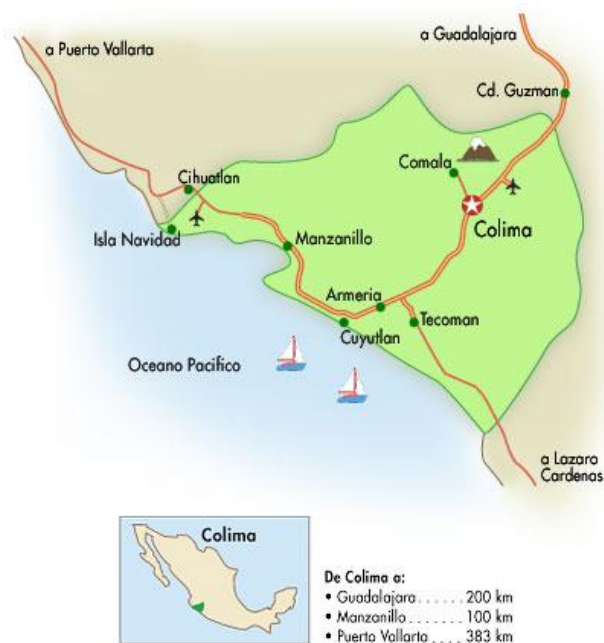 a Puerto Vallarta
a Guadalajara
Cd. Guzman
Comala
Cihuatlan
Colima
Isla Navidad
Manzanillo
Armeria
Tecoman
Cuyutlan
Oceano Pacifico
a Lazaro
Cardenas
Colima
De Colima a:
• Guadalajara . . . . . . 200 km
• Manzanillo . . . . . . . 100 km
• Puerto Vallarta . . . . 383 km